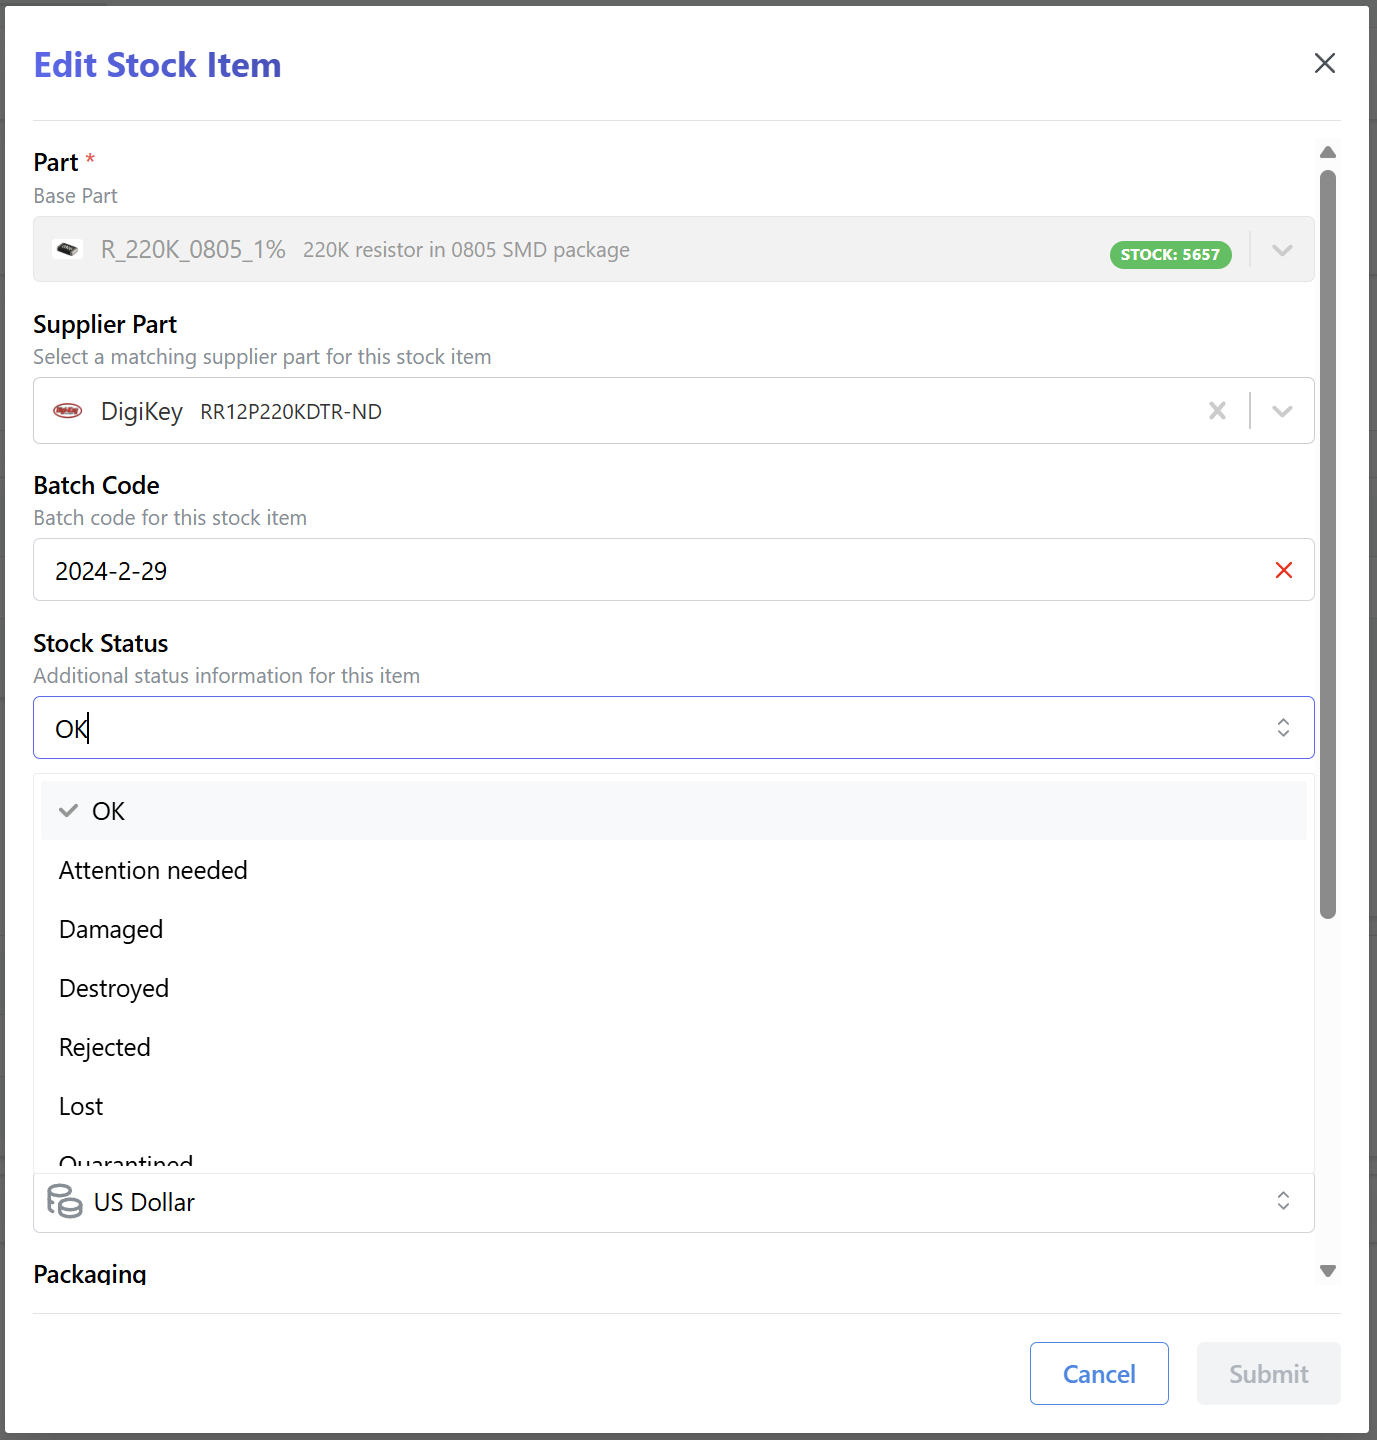 Edit Stock Item
Part *
Base Part
R_220K_0805_1% 220K resistor in 0805 SMD package STOCK: 5657
Supplier Part
Select a matching supplier part for this stock item
DigiKey RR12P220KDTR-ND
Batch Code
Batch code for this stock item
2024-2-29
Stock Status
Additional status information for this item
OK
OK
Attention needed
Damaged
Destroyed
Rejected
Lost
Quarantined
US Dollar
Packaging
Cancel Submit